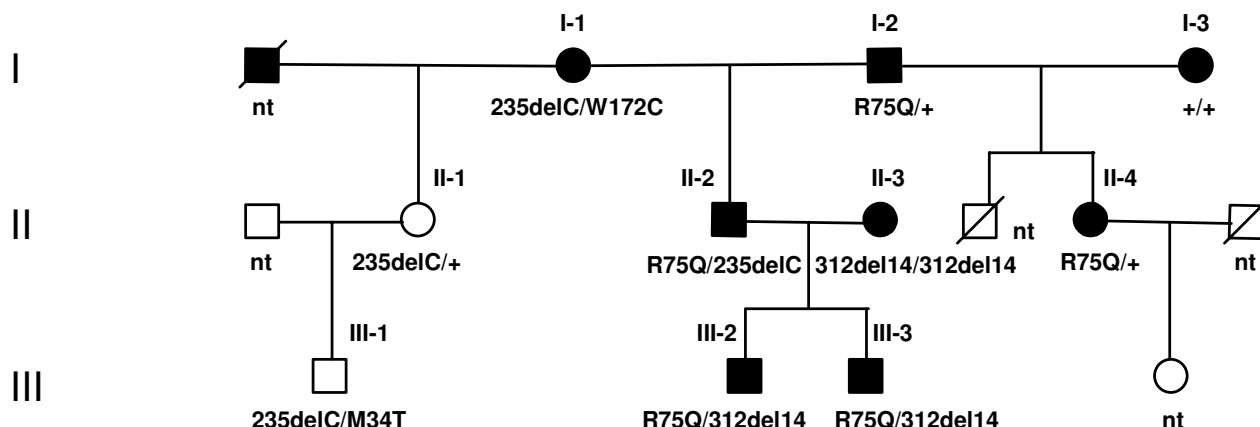 I-1 I-2 I-3
I
nt 235delC/W172C R75Q/+ +/+
II-1 II-2 II-3 II-4
II
nt
nt 235delC/+ R75Q/235delC 312del14/312del14 R75Q/+ nt
III-1 III-2 III-3
III
235delC/M34T R75Q/312del14 R75Q/312del14 nt